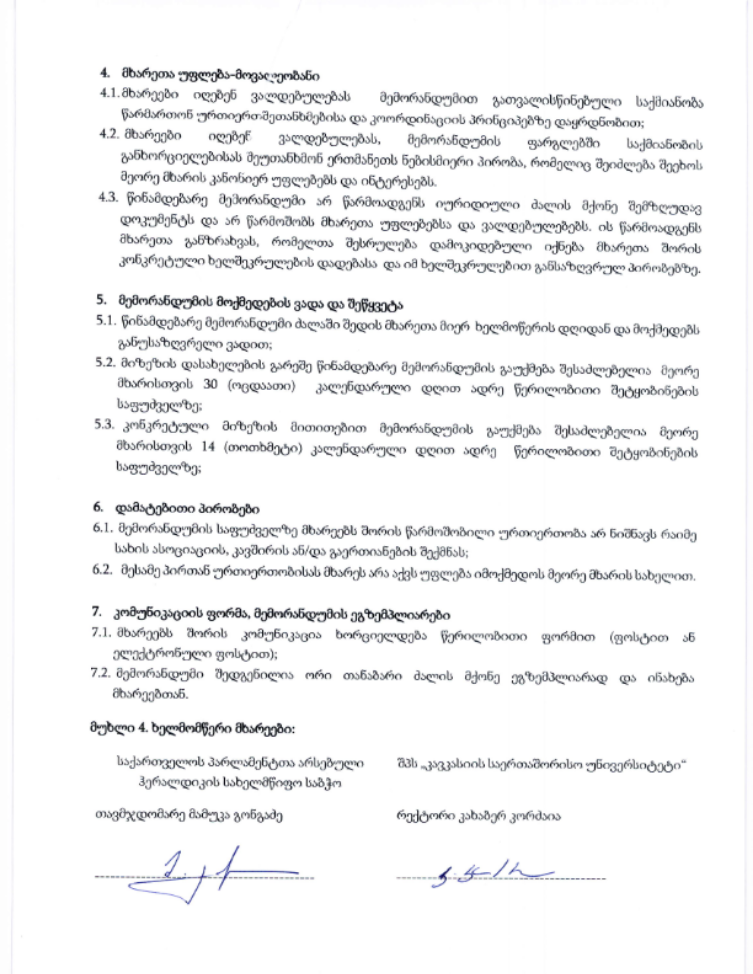 4. მხარეთა უფლება-მოვალეობანი
4.1.მხარეები იღებენ ვალდებულებას მემორანდუმით გათვალისწინებული საქმიანობა
წარმართონ ურთიერთშეთანხმებისა და კოორდინაციის პრინციპებზე დაყრდნობით;
4.2. მხარეები იღებენ ვალდებულებას, მემორანდუმის ფარგლებში საქმიანობის
განხორციელებისას შეუთანხმონ ერთმანეთს ნებისმიერი პირობა, რომელიც შეიძლება შეეხოს
მეორე მხარის კანონიერ უფლებებს და ინტერესებს.
4.3. წინამდებარე მემორანდუმი არ წარმოადგენს იურიდიული ძალის მქონე შემზღუდავ
დოკუმენტს და არ წარმოშობს მხარეთა უფლებებსა და ვალდებულებებს. ის წარმოადგენს
მხარეთა განზრახვას, რომელთა შესრულება დამოკიდებული იქნება მხარეთა შორის
კონკრეტული ხელშეკრულების დადებასა და იმ ხელშეკრულებით განსაზღვრულ პირობებზე.
5. მემორანდუმის მოქმედების ვადა და შეწყვეტა
5.1. წინამდებარე მემორანდუმი ძალაში შედის მხარეთა მიერ ხელმოწერის დღიდან და მოქმედებს
განუსაზღვრელი ვადით;
5.2. მიზეზის დასახელების გარეშე წინამდებარე მემორანდუმის გაუქმება შესაძლებელია მეორე
მხარისთვის 30 (ოცდაათი) კალენდარული დღით ადრე წერილობითი შეტყობინების
საფუძველზე;
5.3. კონკრეტული მიზეზის მითითებით მემორანდუმის გაუქმება შესაძლებელია მეორე
მხარისთვის 14 (თოთხმეტი) კალენდარული დღით ადრე წერილობითი შეტყობინების
საფუძველზე;
6. დამატებითი პირობები
6.1. მემორანდუმის საფუძველზე მხარეებს შორის წარმოშობილი ურთიერთობა არ ნიშნავს რაიმე
სახის ასოციაციის, კავშირის ან/და გაერთიანების შექმნას;
6.2. მესამე პირთან ურთიერთობისას მხარეს არა აქვს უფლება იმოქმედოს მეორე მხარის სახელით.
7. კომუნიკაციის ფორმა, მემორანდუმის ეგზემპლიარები
7.1. მხარეებს შორის კომუნიკაცია ხორციელდება წერილობითი ფორმით (ფოსტით ან
ელექტრონული ფოსტით);
7.2. მემორანდუმი შედგენილია ორი თანაბარი ძალის მქონე ეგზემპლიარად და ინახება
მხარეებთან.
მუხლი 4. ხელმომწერი მხარეები:
საქართველოს პარლამენტთა არსებული
ჰერალდიკის სახელმწიფო საბჭო
შპს „კავკასიის საერთაშორისო უნივერსიტეტი“
თავმჯდომარე მამუკა გონგაძე
რექტორი კახაბერ კორძაია